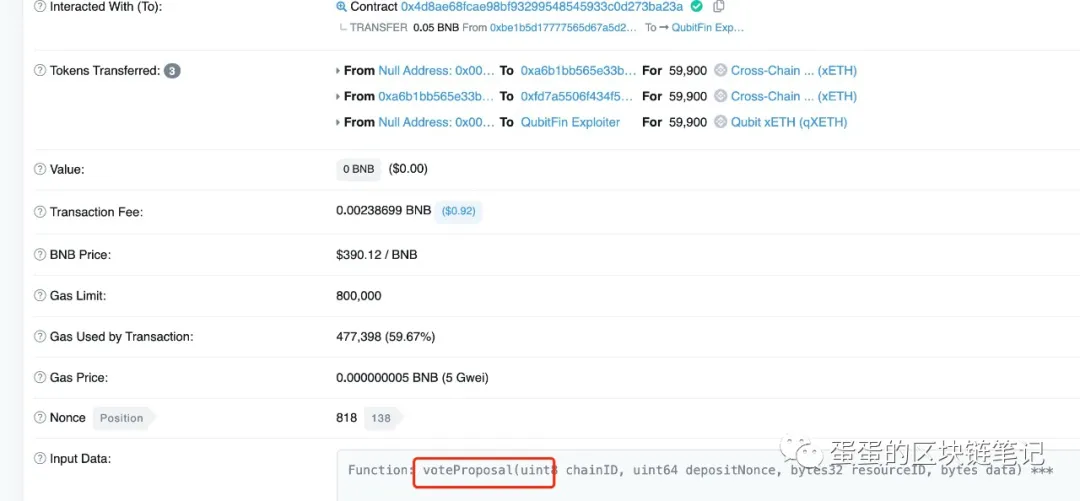 Interacted With (To): Contract 0x4d8ae68fcae98bf93299548545933c0d273ba23a
TRANSFER 0.05 BNB From 0xbe1b5d17777565d67a5d2... To → QubitFin Exp...
Tokens Transferred: 3
From Null Address: 0x00... To 0xa6b1bb565e33b... For 59,900 Cross-Chain ... (xETH)
From 0xa6b1bb565e33b... To 0xfd7a5506f434f5... For 59,900 Cross-Chain ... (xETH)
From Null Address: 0x00... To QubitFin Exploiter For 59,900 Qubit xETH (qXETH)
Value: 0 BNB ($0.00)
Transaction Fee: 0.00238699 BNB ($0.92)
BNB Price: $390.12 / BNB
Gas Limit: 800,000
Gas Used by Transaction: 477,398 (59.67%)
Gas Price: 0.000000005 BNB (5 Gwei)
Nonce Position 818 138
Input Data:
Function: voteProposal(uint8 chainID, uint64 depositNonce, bytes32 resourceID, bytes data) ***
蛋蛋的区块链笔记